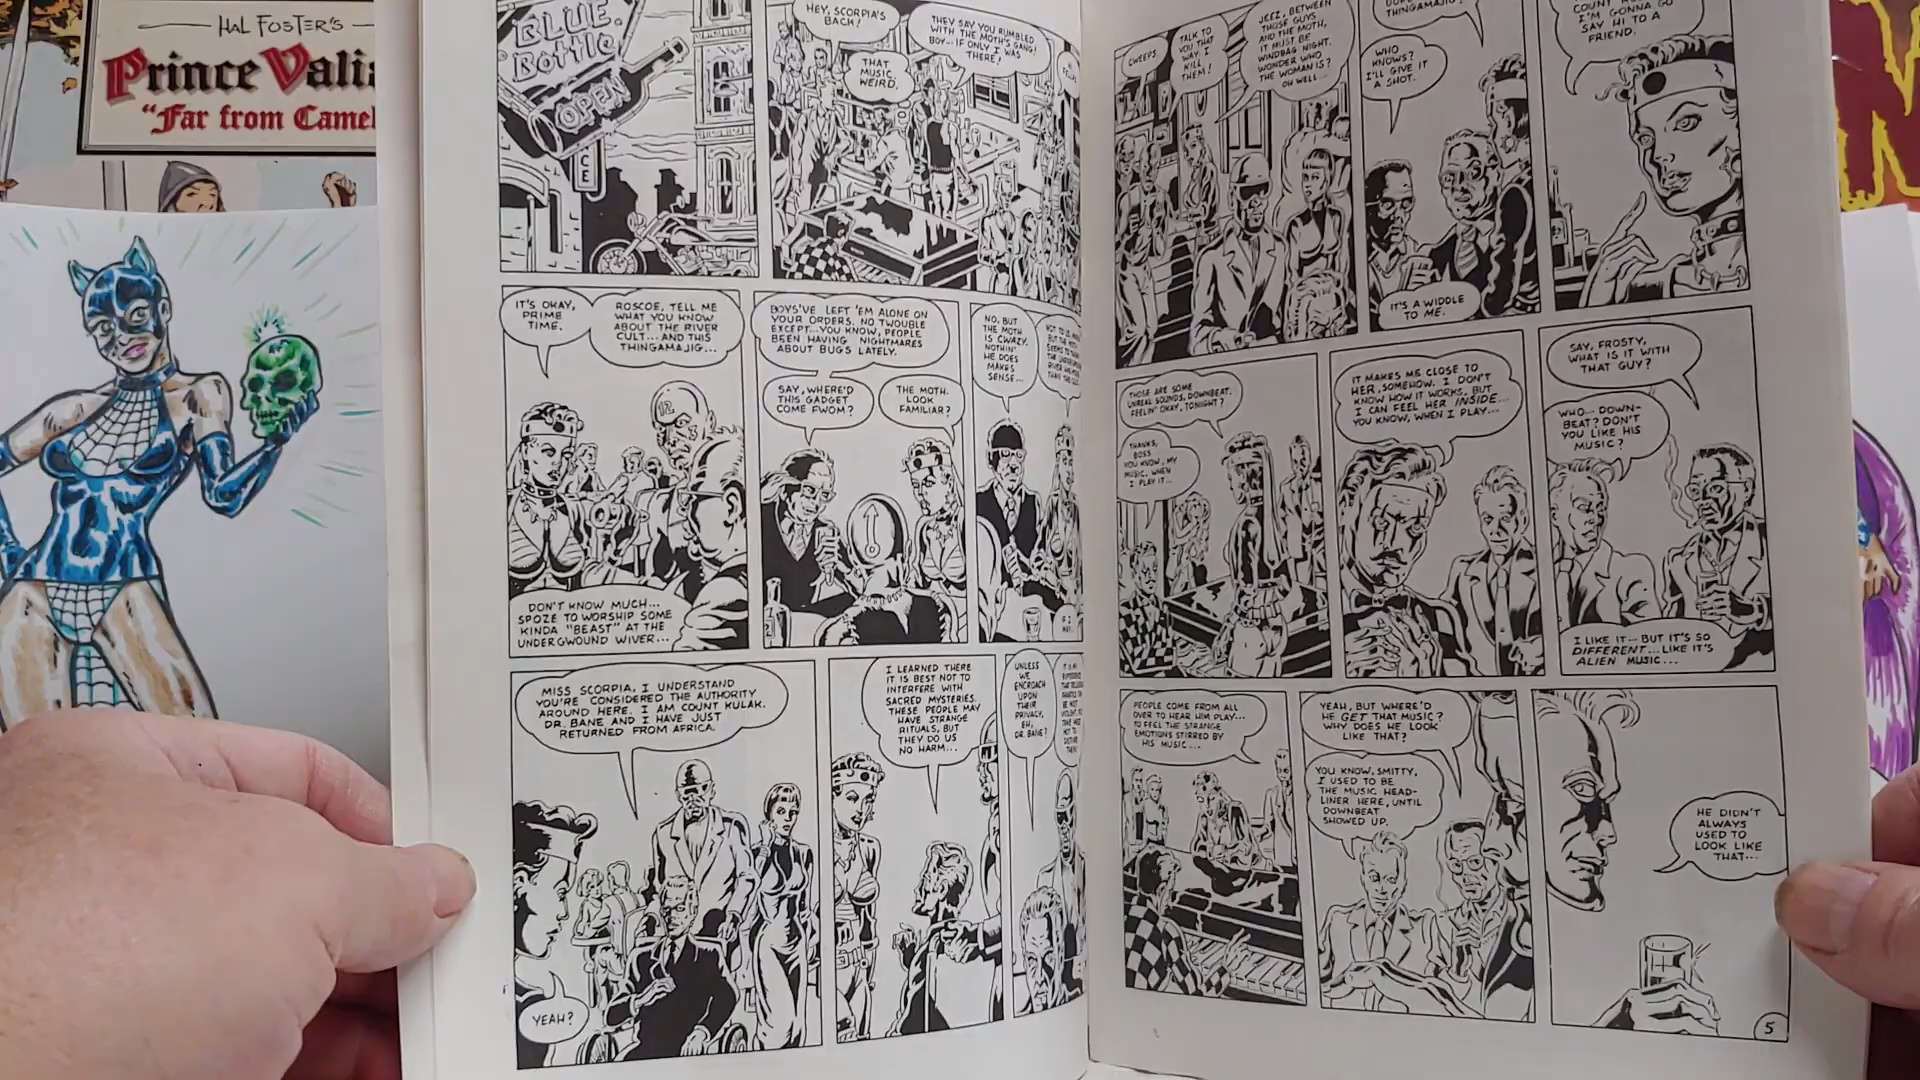 HAL FOSTER'S
Prince Valia
"Far from Camel
BLUE
Bottle
OPEN
HEY, SCORPIA'S
BACH!
THAT
MUSIC.
WEIRD.
THEY SAY YOU RUMBLED
WITH THE MOTH'S GANG!
BOY...IF ONLY I WAS
THERE!
IT'S OKAY,
PRIME
TIME.
ROSCOE, TELL ME
WHAT YOU KNOW
ABOUT THE RIVER
CULT...AND THIS
THINGAMAJIG...
12
DON'T KNOW MUCH...
SPOZE TO WORSHIP SOME
KINDA "BEAST" AT THE
UNDERGWOUND WIVER...
BOYS'VE LEFT 'EM ALONE ON
YOUR ORDERS. NO TWOUBLE
EXCEPT...YOU KNOW, PEOPLE
BEEN HAVING NIGHTMARES
ABOUT BUGS LATELY.
SAY, WHERE'D
THIS GADGET
COME FWOM?
THE MOTH.
LOOK
FAMILIAR?
NO, BUT
THE MOTH
IS CWAZY.
NOTHIN'
HE DOES
MAKES
SENSE...
MISS SCORPIA, I UNDERSTAND
YOU'RE CONSIDERED THE AUTHORITY
AROUND HERE. I AM COUNT KULAK.
DR. BANE AND I HAVE JUST
RETURNED FROM AFRICA.
YEAH?
I LEARNED THERE
IT IS BEST NOT TO
INTERFERE WITH
SACRED MYSTERIES.
THESE PEOPLE MAY
HAVE STRANGE
RITUALS, BUT
THEY DO US
NO HARM...
UNLESS
WE
ENCROACH
UPON
THEIR
PRIVACY,
EH,
DR. BANE?
CWEEPS.
TALK TO
YOU THAT
WAY, I
KILL
THEM!
JEEZ, BETWEEN
THOSE GUYS
AND THE MOTH,
IT MUST BE
WINDBAG NIGHT.
WONDER WHO
THE WOMAN IS?
OH WELL...
THINGAMAJIG?
WHO
KNOWS?
I'LL GIVE IT
A SHOT.
IT'S A WIDDLE
TO ME.
I'M GONNA GO
SAY HI TO A
FRIEND.
THOSE ARE SOME
UNREAL SOUNDS, DOWNBEAT.
FEELIN' OKAY, TONIGHT?
THANKS,
BOSS
YOU KNOW, MY
MUSIC, WHEN
I PLAY IT...
IT MAKES ME CLOSE TO
HER, SOMEHOW. I DON'T
KNOW HOW IT WORKS, BUT
I CAN FEEL HER INSIDE...
YOU KNOW, WHEN I PLAY...
SAY, FROSTY,
WHAT IS IT WITH
THAT GUY?
WHO... DOWN-
BEAT? DON'T
YOU LIKE HIS
MUSIC?
I LIKE IT-- BUT IT'S SO
DIFFERENT...LIKE IT'S
ALIEN MUSIC...
PEOPLE COME FROM ALL
OVER TO HEAR HIM PLAY...
TO FEEL THE STRANGE
EMOTIONS STIRRED BY
HIS MUSIC...
YEAH, BUT WHERE'D
HE GET THAT MUSIC?
WHY DOES HE LOOK
LIKE THAT?
YOU KNOW, SMITTY,
I USED TO BE
THE MUSIC HEAD-
LINER HERE, UNTIL
DOWNBEAT
SHOWED UP.
HE DIDN'T
ALWAYS
USED TO
LOOK LIKE
THAT...
5